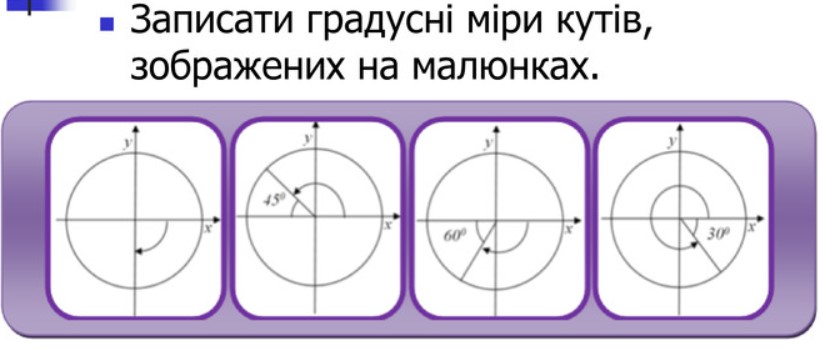 Записати градусні міри кутів,
зображених на малюнках.
y
x
y
45⁰
x
y
60⁰
x
y
30⁰
x